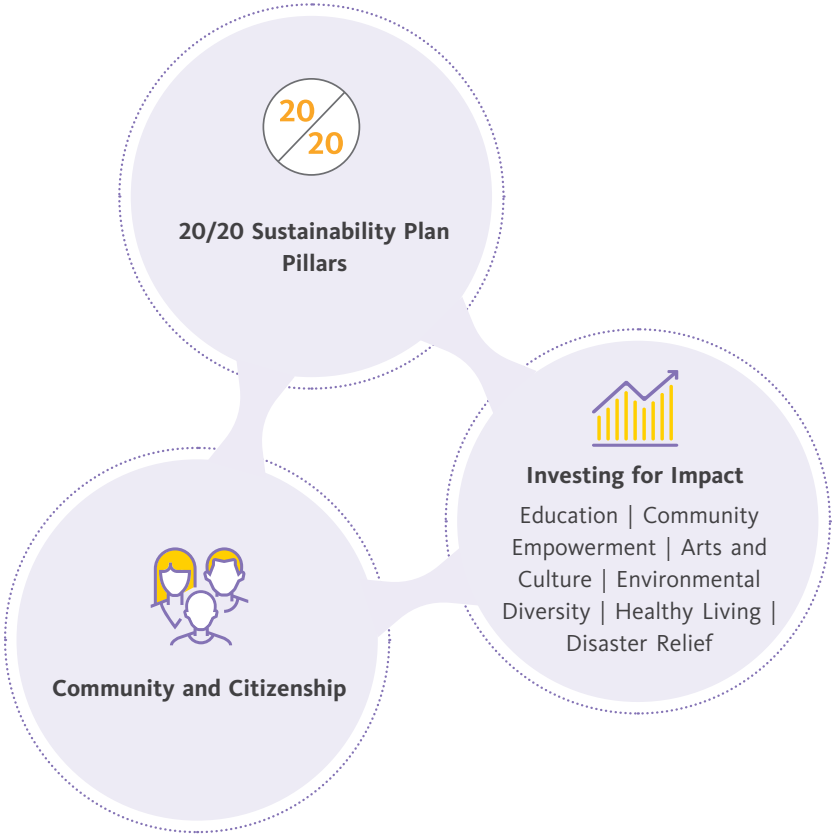 20
20
20/20 Sustainability Plan
Pillars
Investing for Impact
Education | Community
Empowerment | Arts and
Culture | Environmental
Diversity | Healthy Living |
Disaster Relief
Community and Citizenship